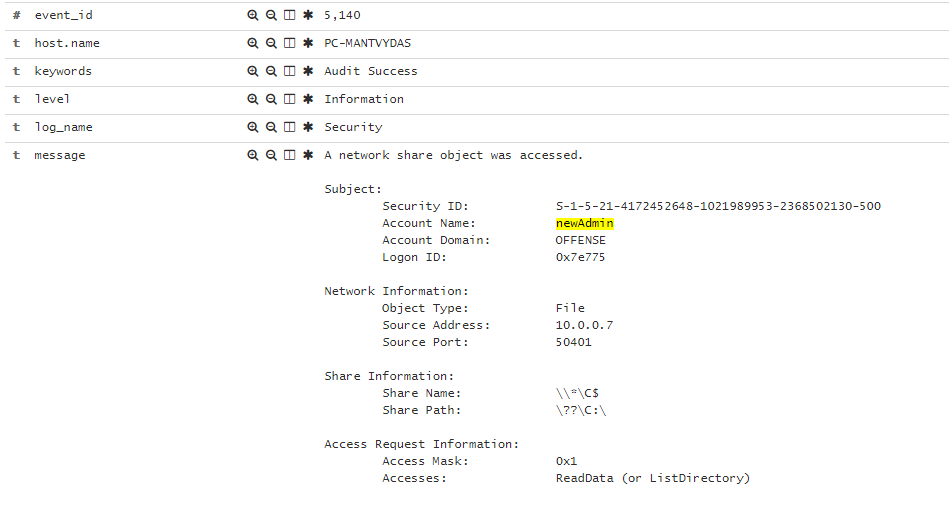 # event_id 5,140
t host.name PC-MANTVYDAS
t keywords Audit Success
t level Information
t log_name Security
t message A network share object was accessed.
Subject:
Security ID: S-1-5-21-4172452648-1021989953-2368502130-500
Account Name: newAdmin
Account Domain: OFFENSE
Logon ID: 0x7e775
Network Information:
Object Type: File
Source Address: 10.0.0.7
Source Port: 50401
Share Information:
Share Name: \\*\C$
Share Path: \??\C:\
Access Request Information:
Access Mask: 0x1
Accesses: ReadData (or ListDirectory)